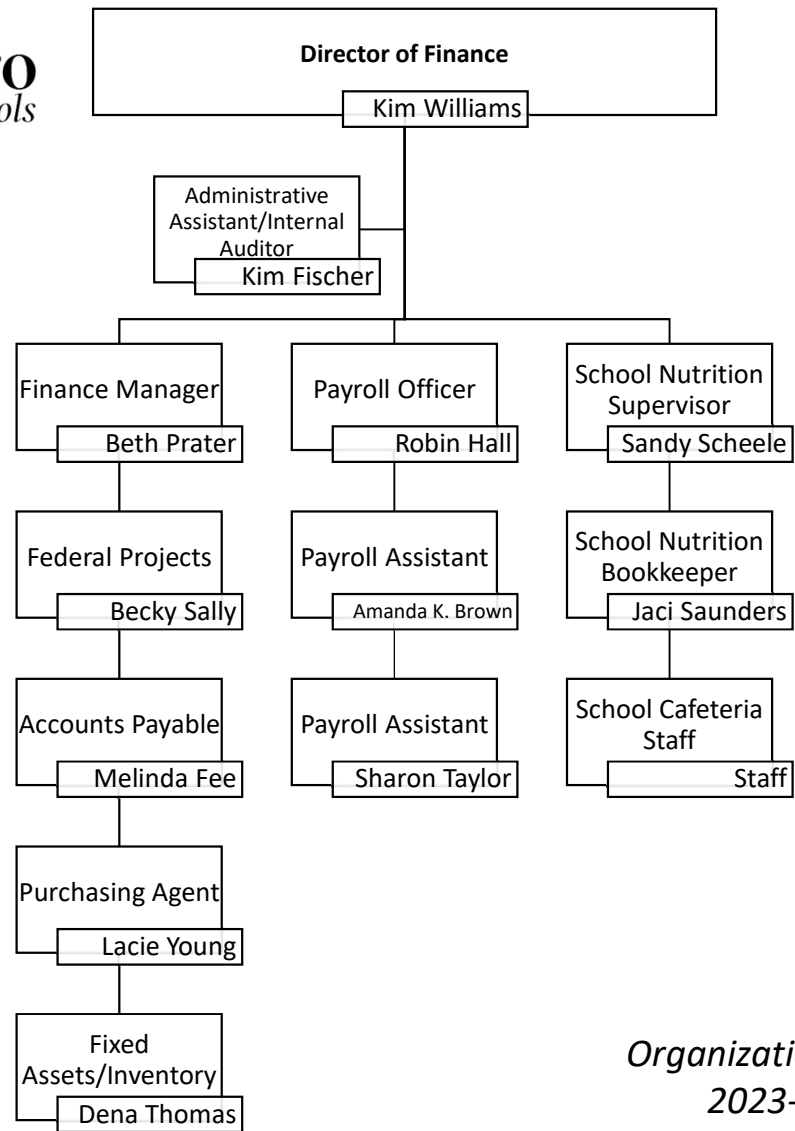 Director of Finance
Kim Williams
Administrative
Assistant/Internal
Auditor
Kim Fischer
Finance Manager
Beth Prater
Payroll Officer
Robin Hall
School Nutrition
Supervisor
Sandy Scheele
Federal Projects
Becky Sally
Payroll Assistant
Amanda K. Brown
School Nutrition
Bookkeeper
Jaci Saunders
Accounts Payable
Melinda Fee
Payroll Assistant
Sharon Taylor
School Cafeteria
Staff
Staff
Purchasing Agent
Lacie Young
Fixed
Assets/Inventory
Dena Thomas
2023-